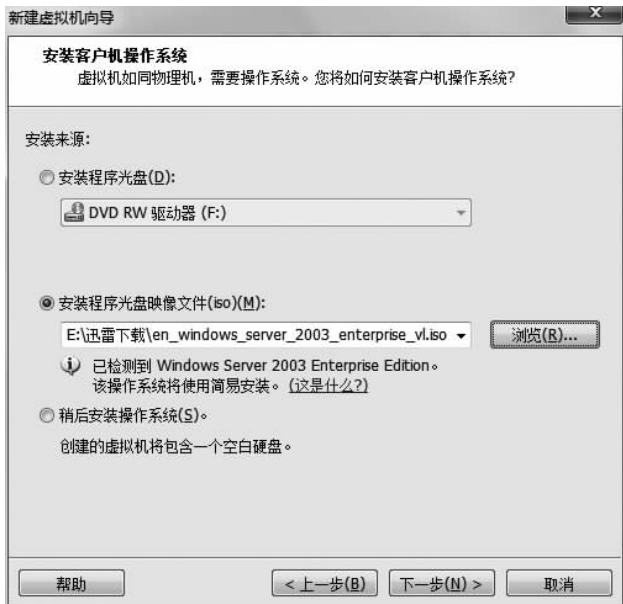 新建虚拟机向导
安装客户机操作系统
虚拟机如同物理机，需要操作系统。您将如何安装客户机操作系统?
安装来源:
安装程序光盘(D):
DVD RW 驱动器 (F:)
安装程序光盘映像文件(iso)(M):
E:\迅雷下载\en_windows_server_2003_enterprise_vl.iso
浏览(R)...
已检测到 Windows Server 2003 Enterprise Edition。
该操作系统将使用简易安装。(这是什么?)
稍后安装操作系统(S)。
创建的虚拟机将包含一个空白硬盘。
帮助
< 上一步(B)
下一步(N) >
取消